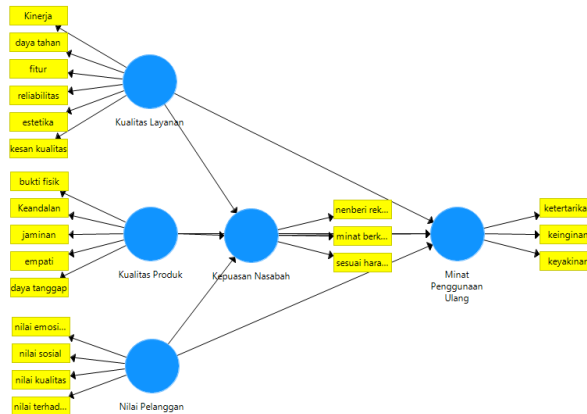 Kinerja
daya tahan
fitur
reliabilitas
estetika
kesan kualitas
Kualitas Layanan
bukti fisik
Keandalan
jaminan
empati
daya tanggap
Kualitas Produk
nilai emosi...
nilai sosial
nilai kualitas
nilai terhad...
Nilai Pelanggan
nenberi rek...
minat berk...
sesuai hara...
Kepuasan Nasabah
Minat
Penggunaan
Ulang
ketertarika
keinginan
keyakinan